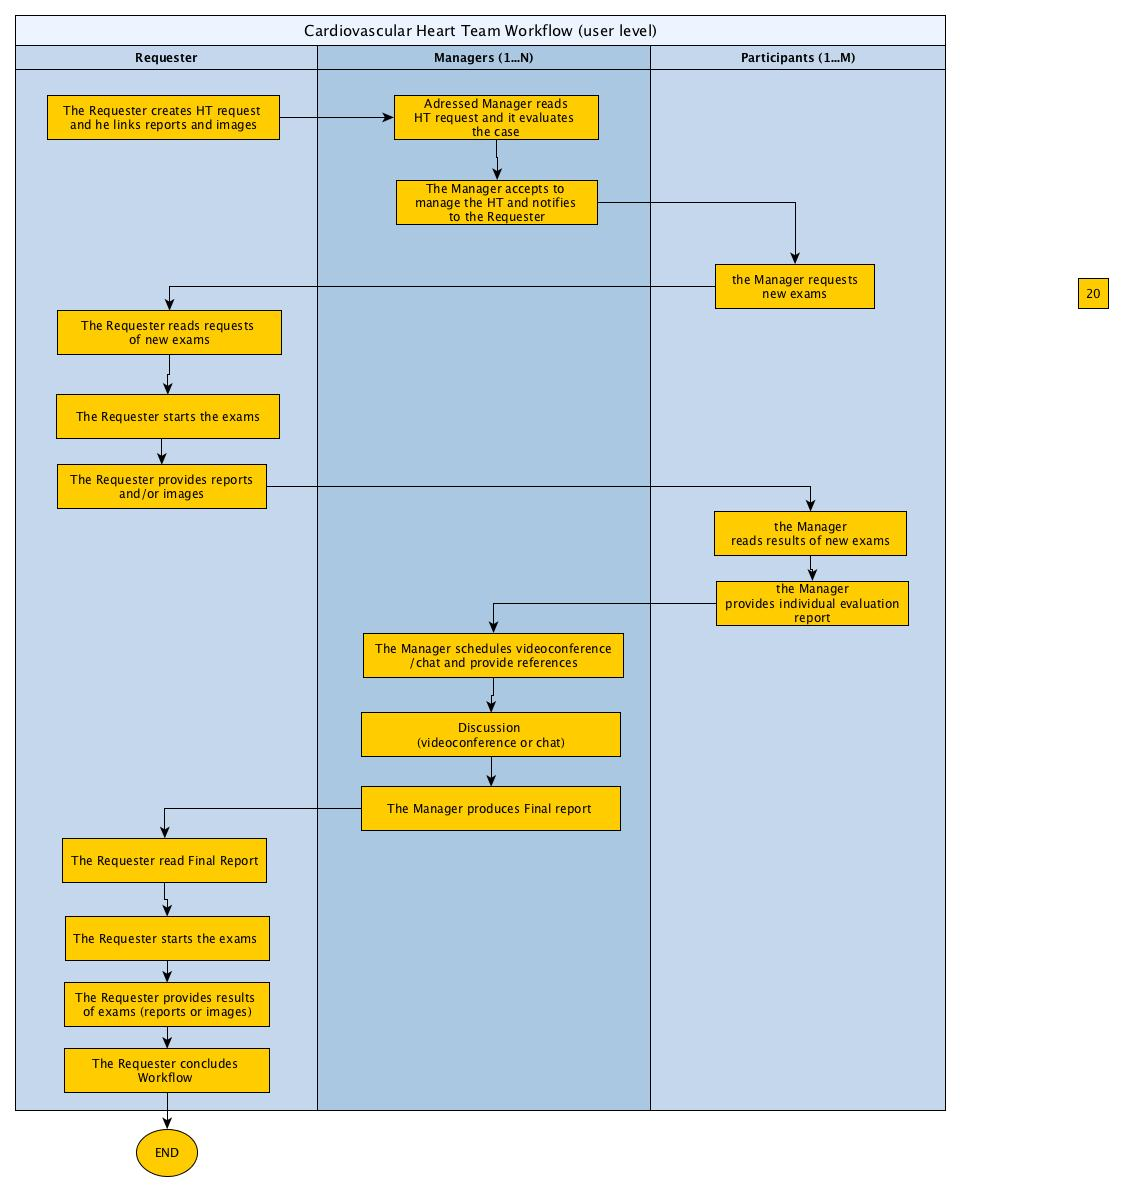 Cardiovascular Heart Team Workflow (user level)
Requester
Managers (1...N)
Participants (1...M)
The Requester creates HT request
and he links reports and images
Adressed Manager reads
HT request and it evaluates
the case
The Manager accepts to
manage the HT and notifies
to the Requester
the Manager requests
new exams
20
The Requester reads requests
of new exams
The Requester starts the exams
The Requester provides reports
and/or images
the Manager
reads results of new exams
the Manager
provides individual evaluation
report
The Manager schedules videoconference
/chat and provide references
Discussion
(videoconference or chat)
The Manager produces Final report
The Requester read Final Report
The Requester starts the exams
The Requester provides results
of exams (reports or images)
The Requester concludes
Workflow
END